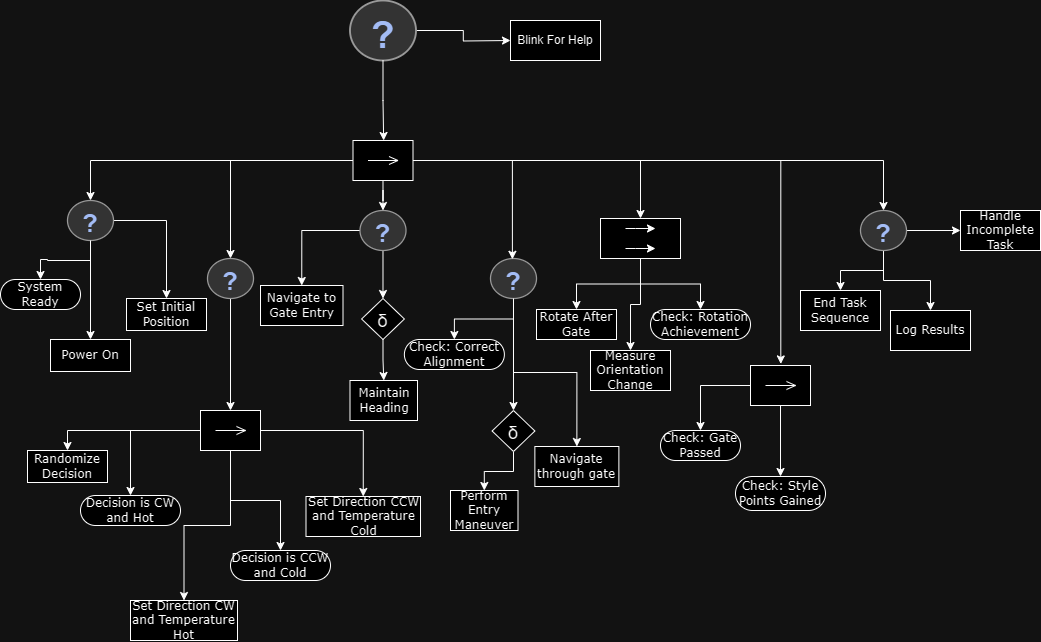 ?
Blink For Help
?
System
Ready
Power On
Set Initial
Position
?
Randomize
Decision
Decision is CW
and Hot
Set Direction CW
and Temperature
Hot
Decision is CCW
and Cold
Set Direction CCW
and Temperature
Cold
?
Navigate to
Gate Entry
δ
Maintain
Heading
?
Check: Correct
Alignment
δ
Perform
Entry
Maneuver
Navigate
through gate
Rotate After
Gate
Measure
Orientation
Change
Check: Rotation
Achievement
Check: Gate
Passed
Check: Style
Points Gained
?
End Task
Sequence
Log Results
Handle
Incomplete
Task